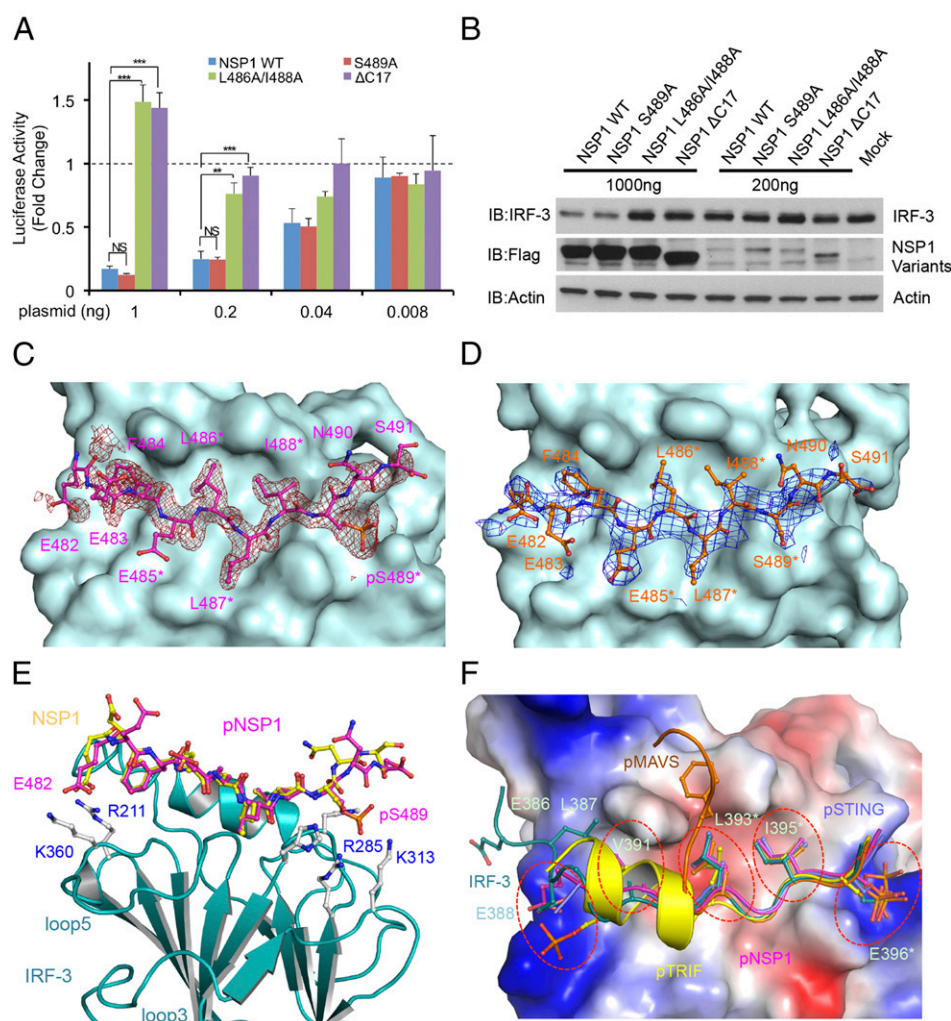 A
NSP1 WT
S489A
L486A/I488A
ΔC17
Luciferase Activity
(Fold Change)
1.5
1
0.5
0
***
***
NS
***
**
NS
plasmid (ng)
1
0.2
0.04
0.008
B
NSP1 WT
NSP1 S489A
NSP1 L486A/I488A
NSP1 ΔC17
NSP1 WT
NSP1 S489A
NSP1 L486A/I488A
NSP1 ΔC17
Mock
1000ng
200ng
IB:IRF-3
IRF-3
IB:Flag
NSP1
Variants
IB:Actin
Actin
C
F484
L486*
I488*
N490
S491
E482
E483
E485*
L487*
pS489*
D
F484
L486*
I488*
N490
S491
E482
E483
E485*
L487*
S489*
E
NSP1
pNSP1
E482
R211
K360
pS489
R285
K313
loop5
IRF-3
loop3
F
pMAVS
E386
L387
V391
L393*
I395*
pSTING
IRF-3
E388
pTRIF
pNSP1
E396*